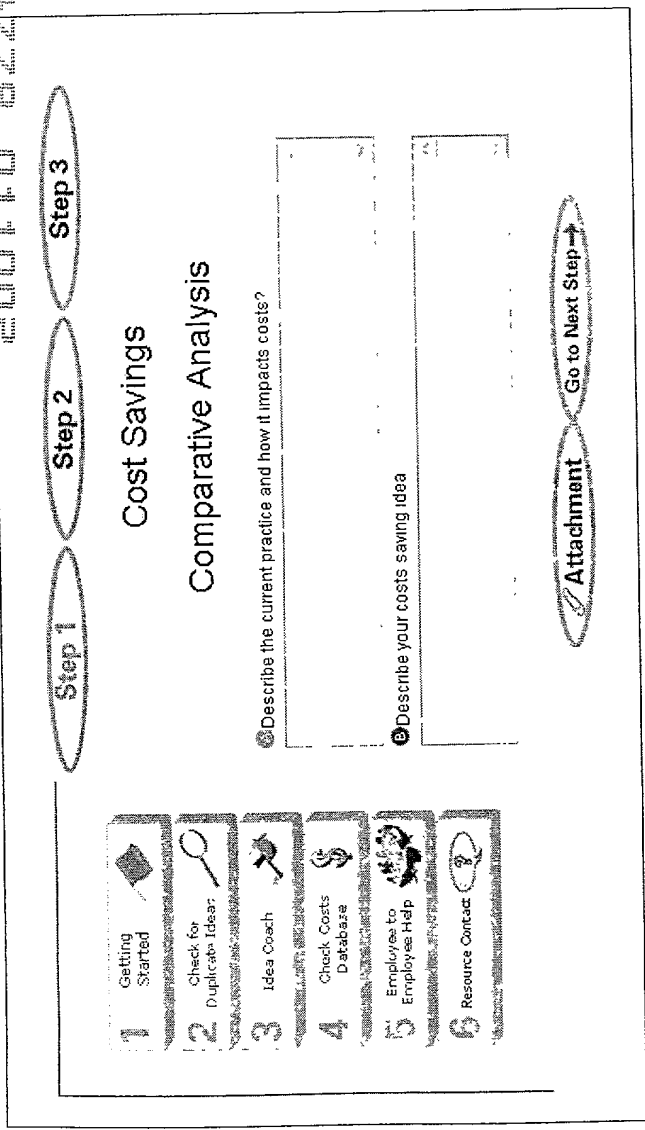 Step 1
Step 2
Step 3
Cost Savings
Comparative Analysis
1 Getting
Started
2 Check for
Duplicate Ideas
3 Idea Coach
4 Check Costs
Database
5 Employee to
Employee Help
6 Resource Contact
Describe the current practice and how it impacts costs?
B Describe your costs saving idea
Attachment
Go to Next Step